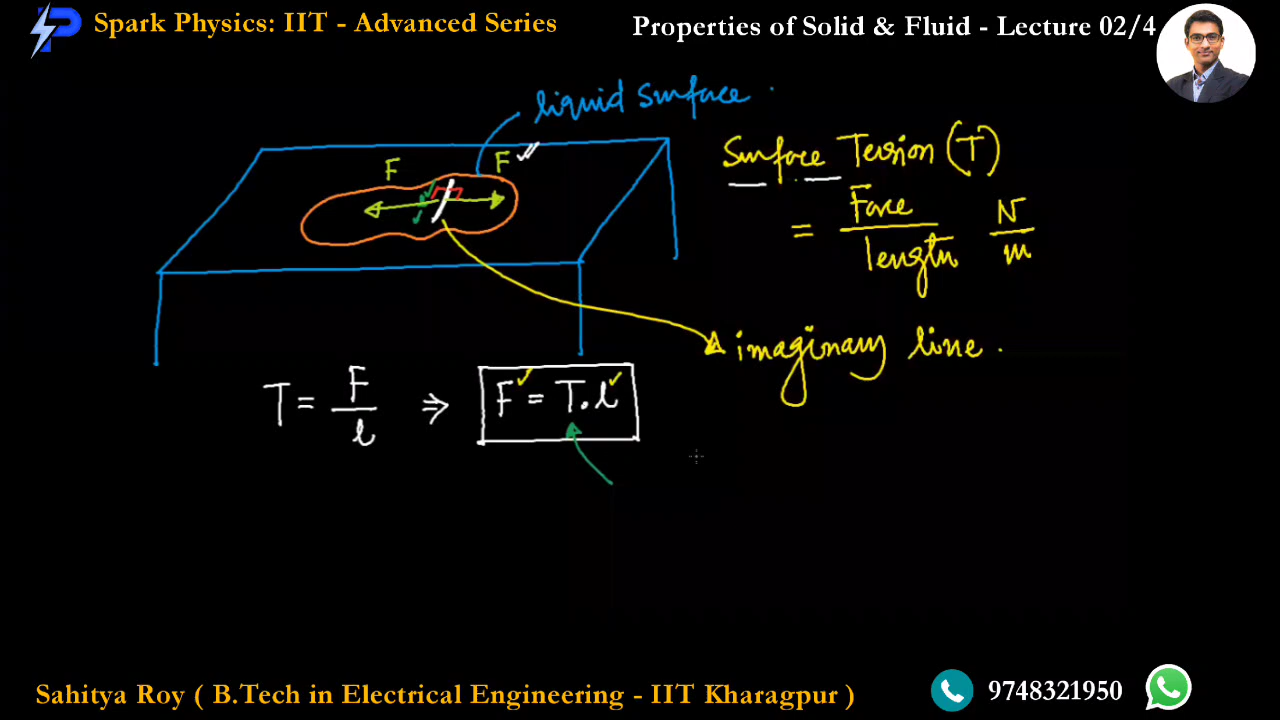 Spark Physics: IIT - Advanced Series
Properties of Solid & Fluid - Lecture 02/4
liquid surface.
F
F
Surface Tension (T)
= Force / length N/m
imaginary line.
T = F/l ⇒ F = T.l
Sahitya Roy ( B.Tech in Electrical Engineering - IIT Kharagpur )
9748321950